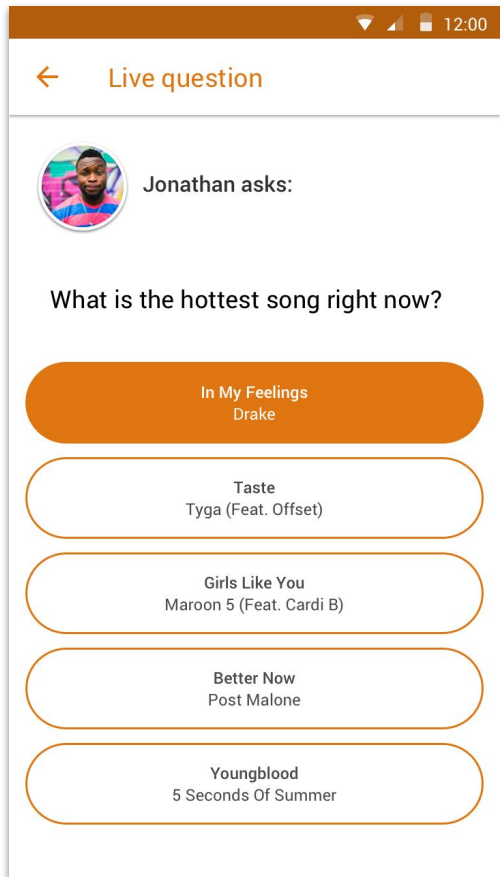 12:00
Live question
Jonathan asks:
What is the hottest song right now?
In My Feelings
Drake
Taste
Tyga (Feat. Offset)
Girls Like You
Maroon 5 (Feat. Cardi B)
Better Now
Post Malone
Youngblood
5 Seconds Of Summer